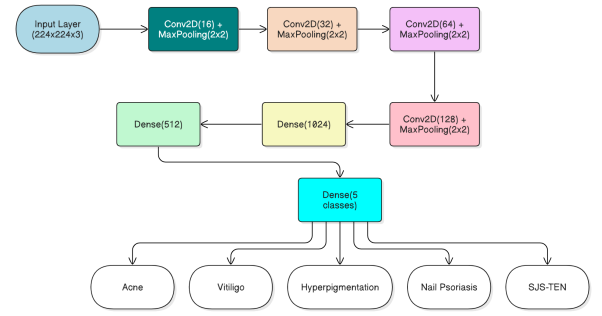 Input Layer
(224x224x3)
Conv2D(16) +
MaxPooling(2x2)
Conv2D(32) +
MaxPooling(2x2)
Conv2D(64) +
MaxPooling(2x2)
Conv2D(128) +
MaxPooling(2x2)
Dense(1024)
Dense(512)
Dense(5
classes)
Acne
Vitiligo
Hyperpigmentation
Nail Psoriasis
SJS-TEN